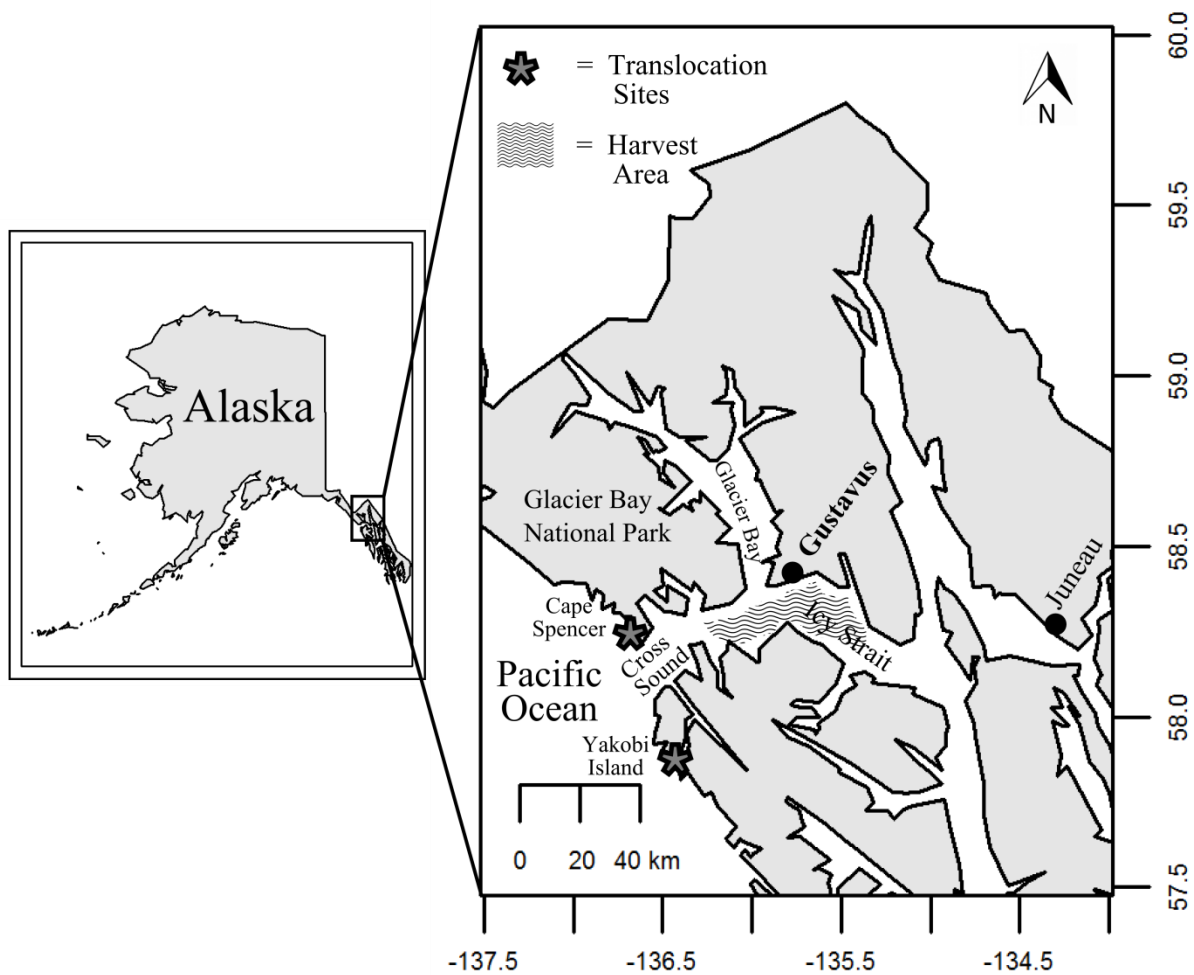 = Translocation
Sites
= Harvest
Area
N
Alaska
Glacier Bay
National Park
Glacier Bay
Gustavus
Juneau
Cape
Spencer
Cross
Sound
Icy Strait
Pacific
Ocean
Yakobi
Island
0 20 40 km
60.0
59.5
59.0
58.5
58.0
57.5
-137.5 -136.5 -135.5 -134.5